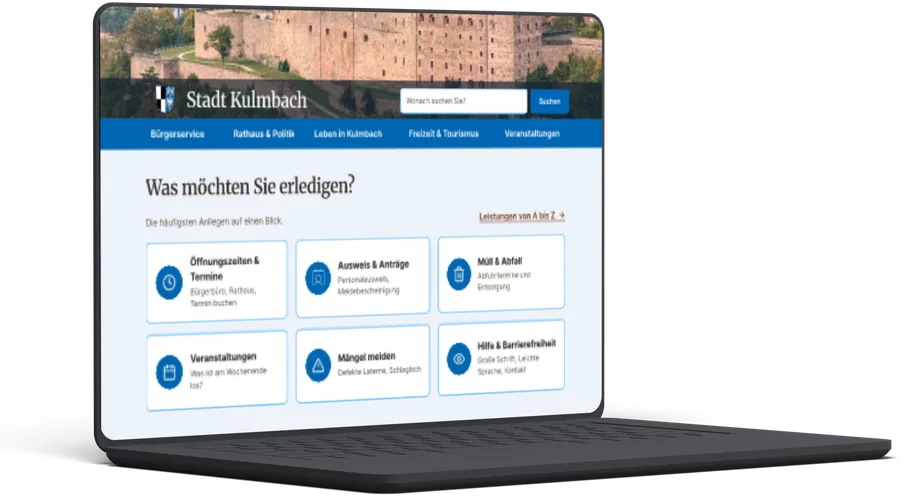 Stadt Kulmbach
Wonach suchen Sie?
Suchen
Bürgerservice
Rathaus & Politik
Leben in Kulmbach
Freizeit & Tourismus
Veranstaltungen
Was möchten Sie erledigen?
Die häufigsten Anliegen auf einen Blick.
Leistungen von A bis Z →
Öffnungszeiten &
Termine
Bürgerbüro, Rathaus,
Termin buchen
Ausweis & Anträge
Personalausweis,
Meldebescheinigung
Müll & Abfall
Abfuhrtermine und
Entsorgung
Veranstaltungen
Was ist am Wochenende
los?
Mängel melden
Defekte Laterne, Schlagloch
Hilfe & Barrierefreiheit
Große Schrift, Leichte
Sprache, Kontakt